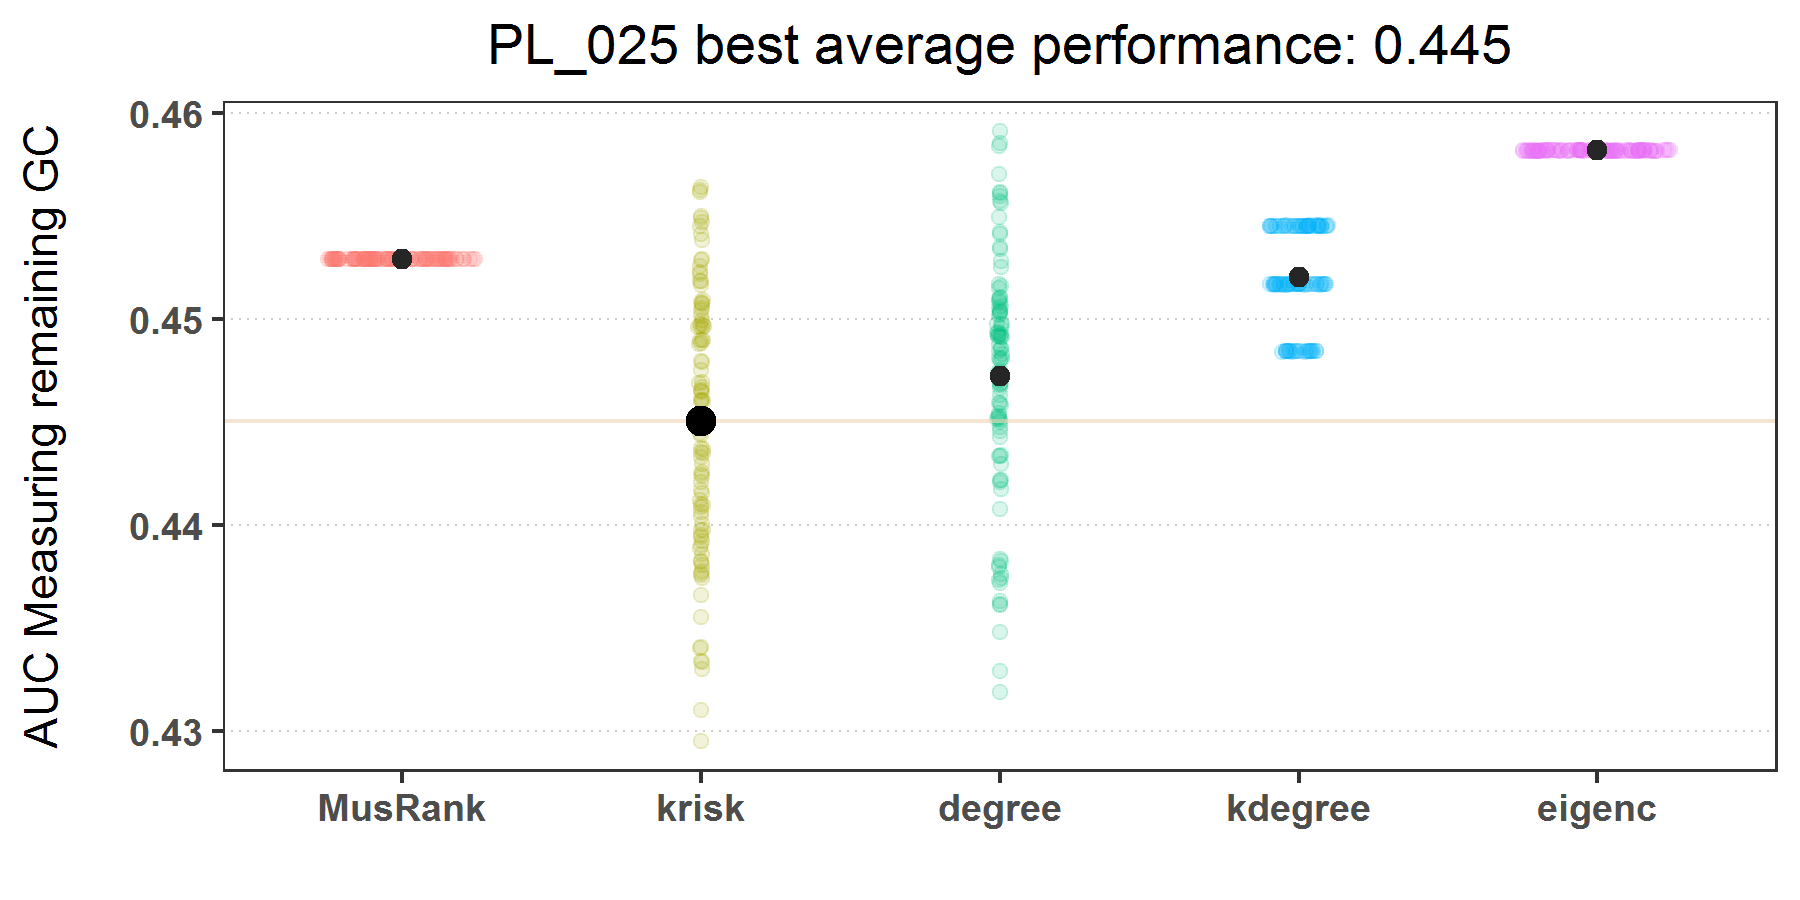 PL_025 best average performance: 0.445
AUC Measuring remaining GC
0.46
0.45
0.44
0.43
MusRank krisk degree kdegree eigenc